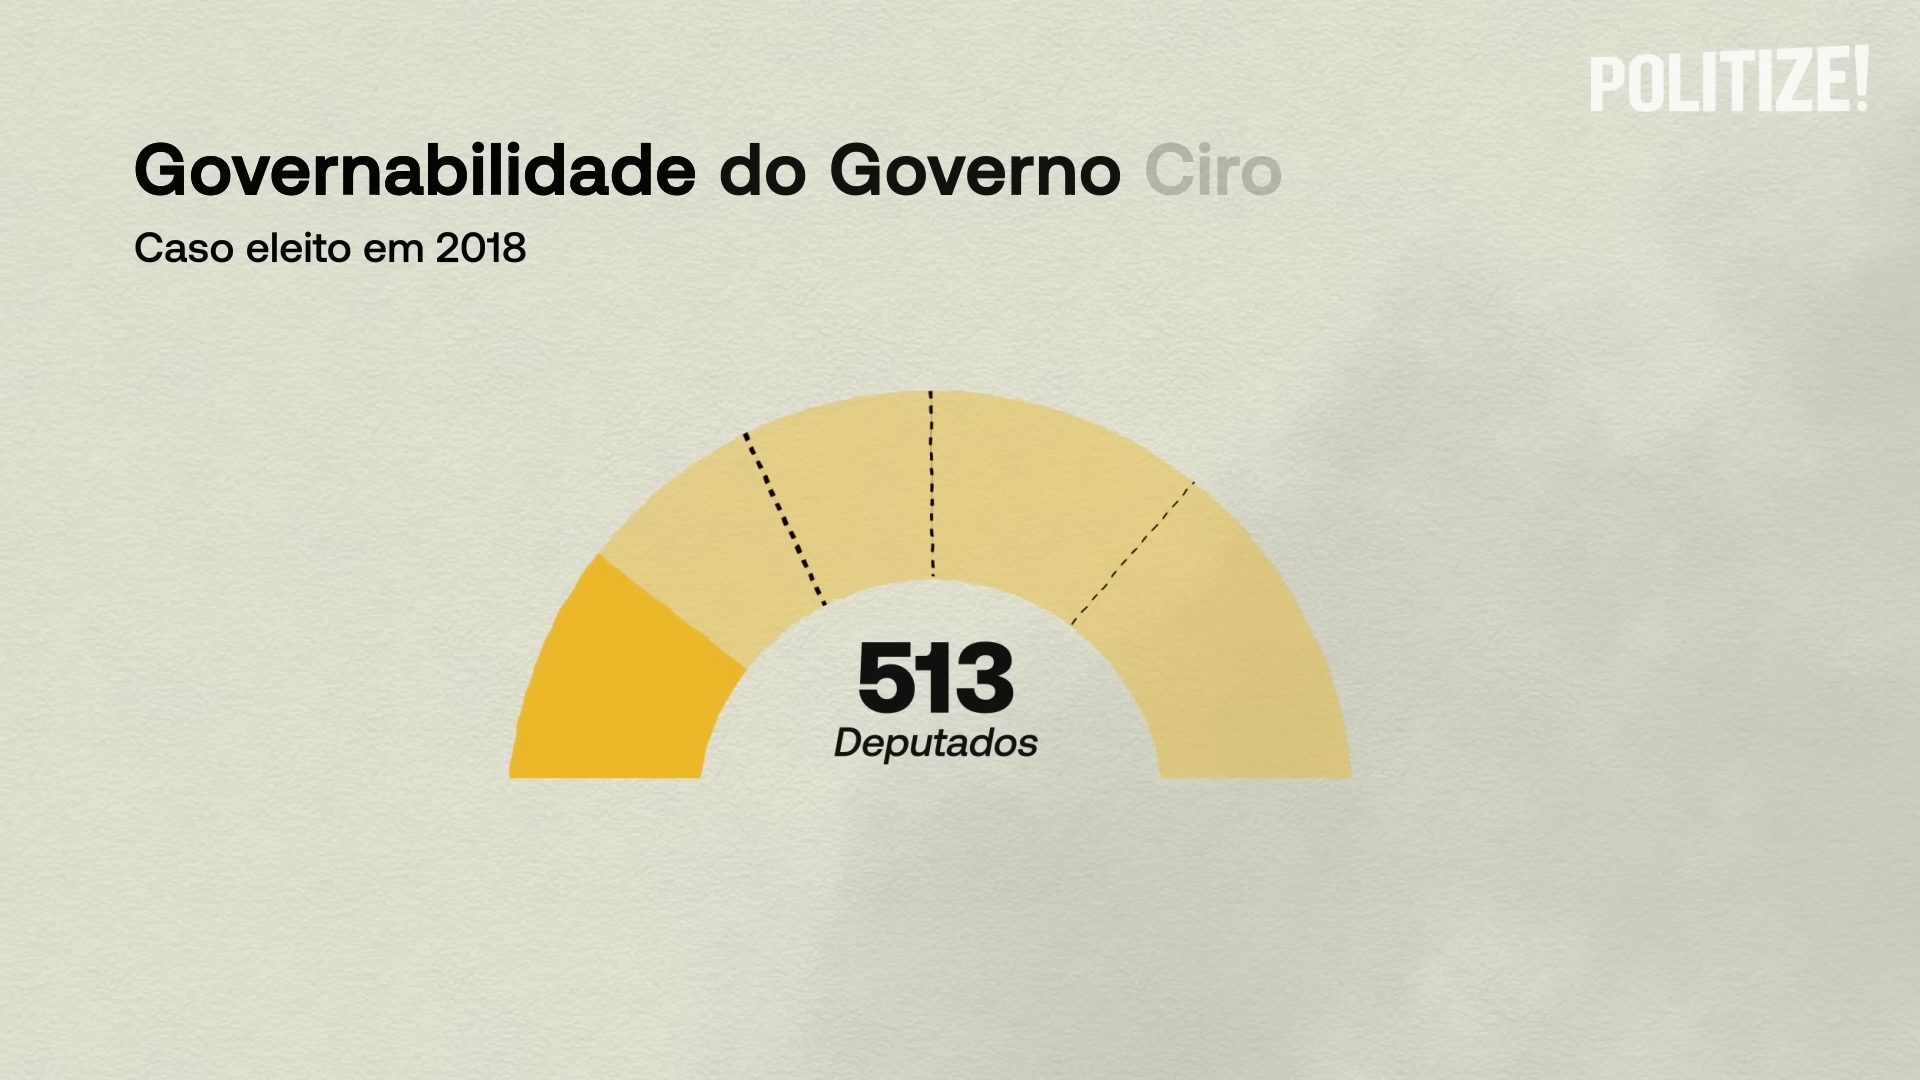 POLITIZE!
Governabilidade do Governo Ciro
Caso eleito em 2018
513
Deputados